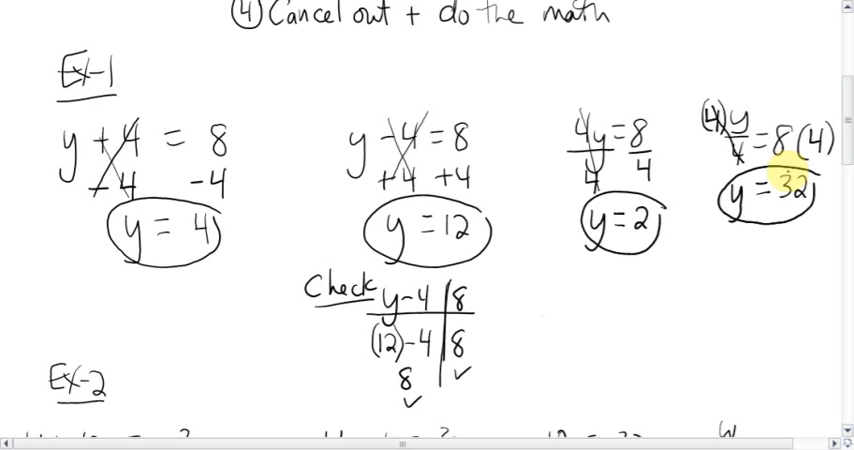 ④ Cancel out + do the math
Ex-1
y + 4 = 8
- 4 -4
y = 4
y - 4 = 8
+4 +4
y = 12
4y = 8
4 4
y = 2
(4) y = 8 (4)
4
y = 32
Check y-4 | 8
(12)-4 | 8
8 ✓
✓
Ex-2